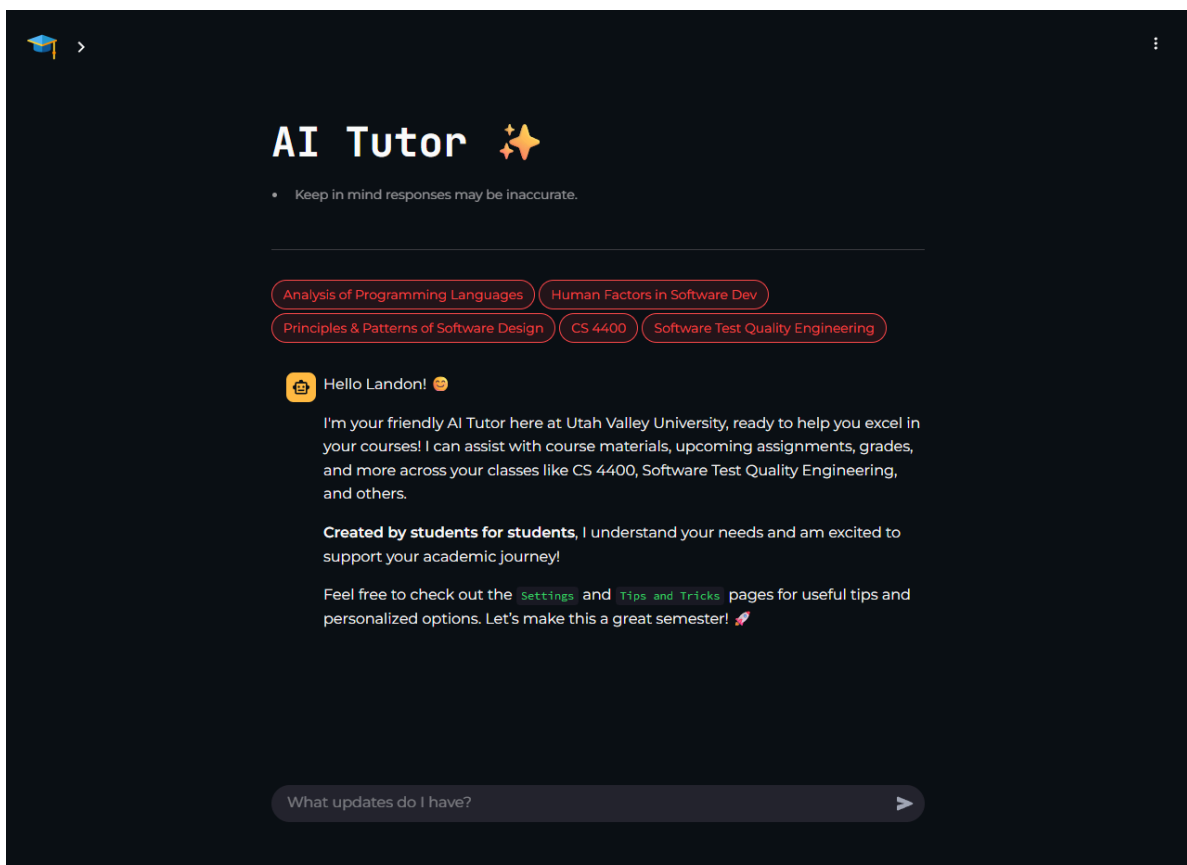 AI Tutor ✨
• Keep in mind responses may be inaccurate.
Analysis of Programming Languages
Human Factors in Software Dev
Principles & Patterns of Software Design
CS 4400
Software Test Quality Engineering
Hello Landon! 😊
I'm your friendly AI Tutor here at Utah Valley University, ready to help you excel in
your courses! I can assist with course materials, upcoming assignments, grades,
and more across your classes like CS 4400, Software Test Quality Engineering,
and others.
Created by students for students, I understand your needs and am excited to
support your academic journey!
Feel free to check out the Settings and Tips and Tricks pages for useful tips and
personalized options. Let's make this a great semester! 🚀
What updates do I have?